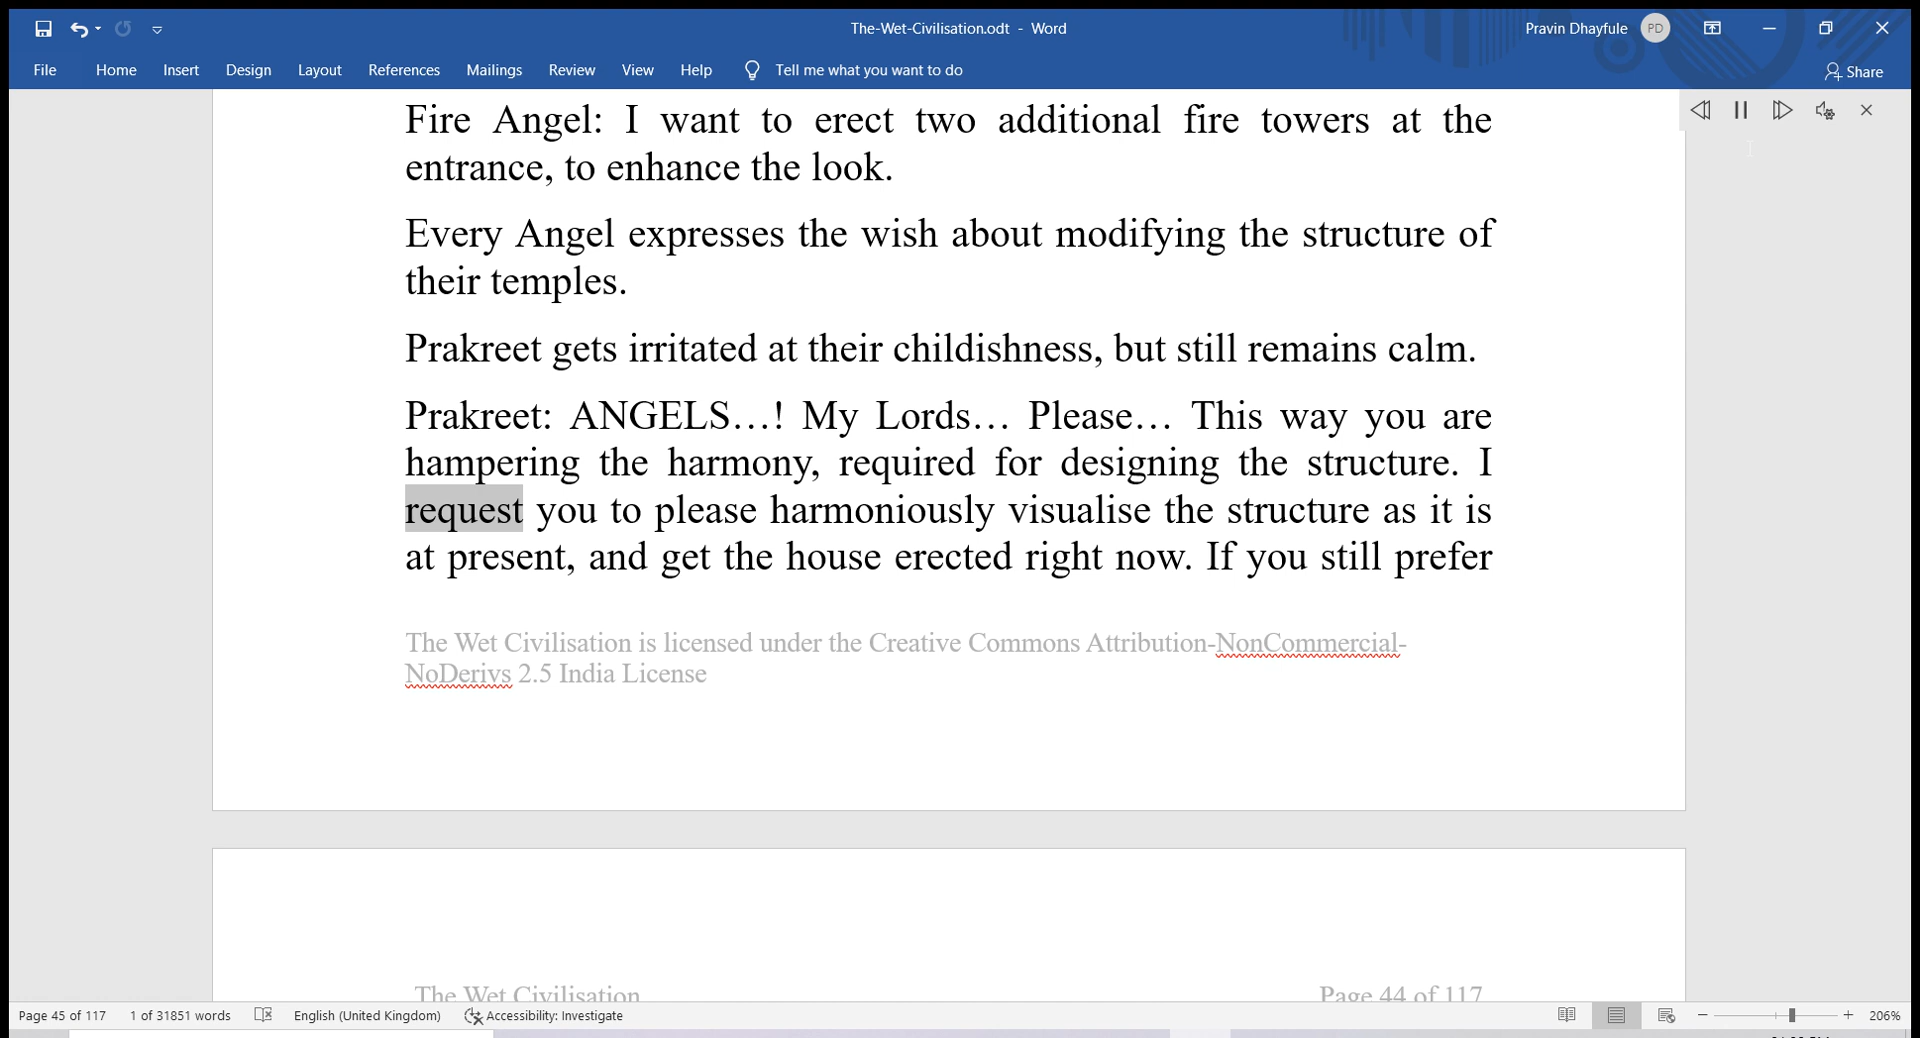 The-Wet-Civilisation.odt - Word
Pravin Dhayfule PD
File Home Insert Design Layout References Mailings Review View Help Tell me what you want to do Share
Fire Angel: I want to erect two additional fire towers at the
entrance, to enhance the look.
Every Angel expresses the wish about modifying the structure of
their temples.
Prakreet gets irritated at their childishness, but still remains calm.
Prakreet: ANGELS…! My Lords… Please… This way you are
hampering the harmony, required for designing the structure. I
request you to please harmoniously visualise the structure as it is
at present, and get the house erected right now. If you still prefer
The Wet Civilisation is licensed under the Creative Commons Attribution-NonCommercial-
NoDerivs 2.5 India License
The Wet Civilisation Page 44 of 117
Page 45 of 117 1 of 31851 words English (United Kingdom) Accessibility: Investigate 206%